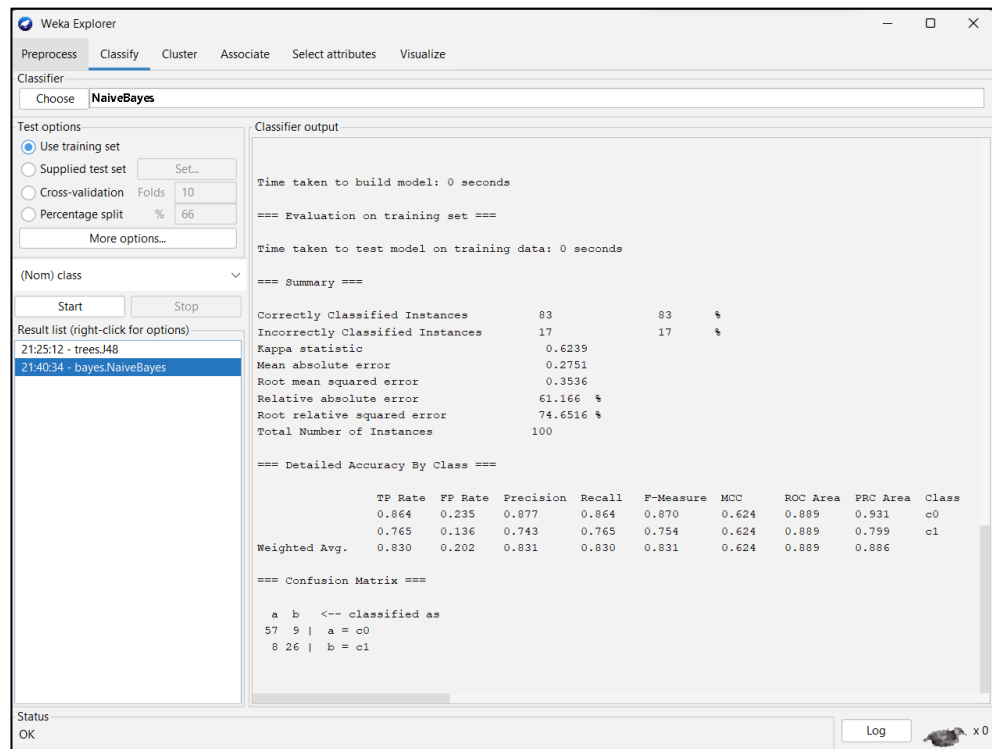 Weka Explorer
Preprocess Classify Cluster Associate Select attributes Visualize
Classifier
Choose NaiveBayes
Test options
Use training set
Supplied test set Set...
Cross-validation Folds 10
Percentage split % 66
More options...
(Nom) class
Start Stop
Result list (right-click for options)
21:25:12 - trees.J48
21:40:34 - bayes.NaiveBayes
Classifier output
Time taken to build model: 0 seconds
=== Evaluation on training set ===
Time taken to test model on training data: 0 seconds
=== Summary ===
Correctly Classified Instances 83 83 %
Incorrectly Classified Instances 17 17 %
Kappa statistic 0.6239
Mean absolute error 0.2751
Root mean squared error 0.3536
Relative absolute error 61.166 %
Root relative squared error 74.6516 %
Total Number of Instances 100
=== Detailed Accuracy By Class ===
TP Rate FP Rate Precision Recall F-Measure MCC ROC Area PRC Area Class
0.864 0.235 0.877 0.864 0.870 0.624 0.889 0.931 c0
0.765 0.136 0.743 0.765 0.754 0.624 0.889 0.799 c1
Weighted Avg. 0.830 0.202 0.831 0.830 0.831 0.624 0.889 0.886
=== Confusion Matrix ===
a b <-- classified as
57 9 | a = c0
8 26 | b = c1
Status
OK
Log x 0